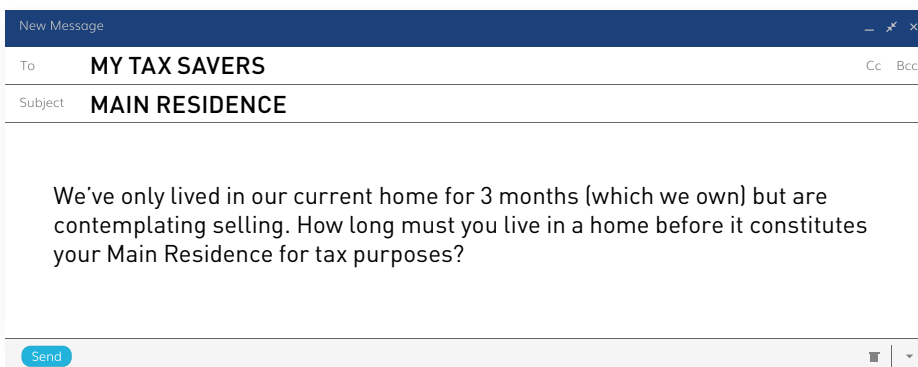 New Message
To MY TAX SAVERS Cc Bcc
Subject MAIN RESIDENCE
We've only lived in our current home for 3 months (which we own) but are
contemplating selling. How long must you live in a home before it constitutes
your Main Residence for tax purposes?
Send